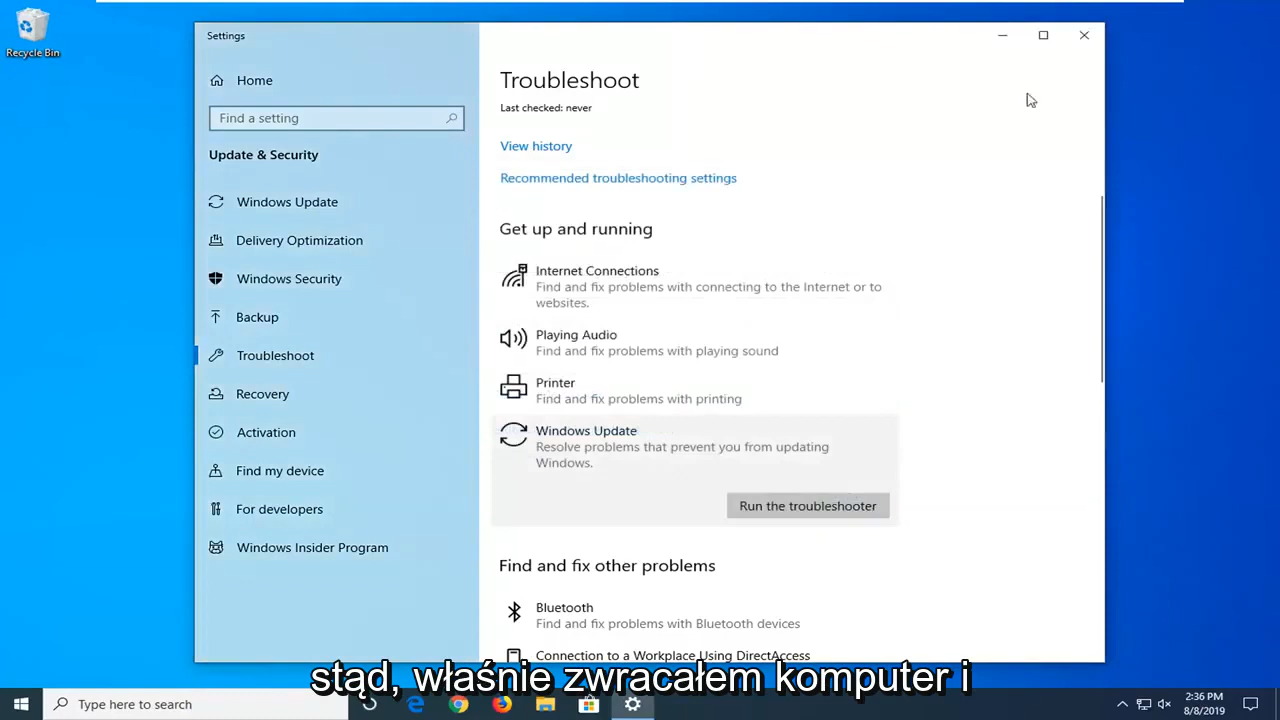 Recycle Bin
Settings
Home
Find a setting
Update & Security
Windows Update
Delivery Optimization
Windows Security
Backup
Troubleshoot
Recovery
Activation
Find my device
For developers
Windows Insider Program
Troubleshoot
Last checked: never
View history
Recommended troubleshooting settings
Get up and running
Internet Connections
Find and fix problems with connecting to the Internet or to
websites.
Playing Audio
Find and fix problems with playing sound
Printer
Find and fix problems with printing
Windows Update
Resolve problems that prevent you from updating
Windows.
Run the troubleshooter
Find and fix other problems
Bluetooth
Find and fix problems with Bluetooth devices
Connection to a Workplace Using DirectAccess
stąd, właśnie zwracałem komputer i
Type here to search
2:36 PM
8/8/2019